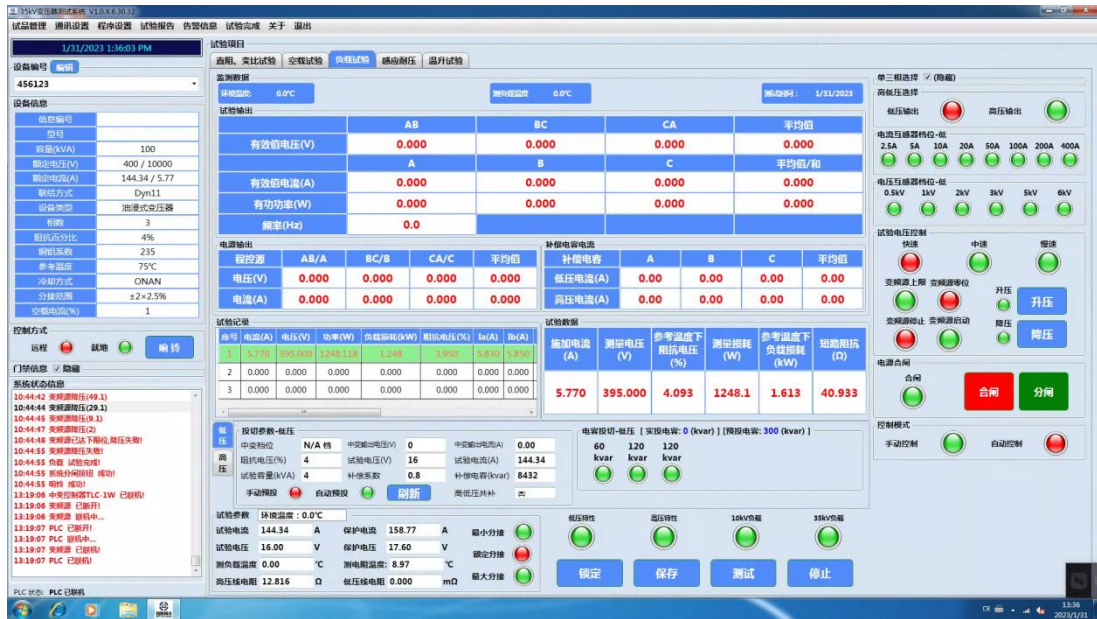 35kV变压器测试系统 V1.0.X.6.30.32
试品管理 通讯设置 程序设置 试验报告 告警信息 试验完成 关于 退出
1/31/2023 1:36:03 PM
设备编号 编辑
456123
设备信息
信息编号
型号
容量(kVA) 100
额定电压(V) 400 / 10000
额定电流(A) 144.34 / 5.77
联结方式 Dyn11
设备类型 油浸式变压器
相数 3
阻抗百分比 4%
铜铝系数 235
参考温度 75℃
冷却方式 ONAN
分接范围 ±2×2.5%
空载电流(%) 1
控制方式
远程 就地 响铃
门禁信息 隐藏
系统状态信息
10:44:42 变频源降压(49.1)
10:44:44 变频源降压(29.1)
10:44:45 变频源降压(9.1)
10:44:47 变频源降压(2)
10:44:48 变频源已达下限位,降压失败!
10:44:55 变频源降压失败!
10:44:55 负载 试验完成!
10:44:55 系统分闸按钮 成功!
10:44:55 响铃 成功!
13:19:06 中变控制器TLC-1W 已联机!
13:19:06 变频源 已断开!
13:19:06 变频源 联机中...
13:19:07 PLC 已断开!
13:19:07 PLC 联机中...
13:19:07 变频源 已联机!
13:19:07 PLC 已联机!
PLC 状态: PLC 已联机
试验项目
直阻、变比试验 空载试验 负载试验 感应耐压 温升试验
监测数据
环境温度: 0.0℃ 测负载温度 0.0℃ 测试时间: 1/31/2023
试验输出
AB BC CA 平均值
有效值电压(V) 0.000 0.000 0.000 0.000
A B C 平均值/和
有效值电流(A) 0.000 0.000 0.000 0.000
有功功率(W) 0.000 0.000 0.000 0.000
频率(Hz) 0.0
电源输出
程控源 AB/A BC/B CA/C 平均值
电压(V) 0.000 0.000 0.000 0.000
电流(A) 0.000 0.000 0.000 0.000
补偿电容电流
补偿电容 A B C 平均值
低压电流(A) 0.00 0.00 0.00 0.00
高压电流(A) 0.00 0.00 0.00 0.00
试验记录
序号 电流(A) 电压(V) 功率(W) 负载损耗(kW) 阻抗电压(%) Ia(A) Ib(A)
1 5.770 395.000 1248.118 1.248 3.950 5.830 5.850
2 0.000 0.000 0.000 0.000 0.000 0.000 0.000
3 0.000 0.000 0.000 0.000 0.000 0.000 0.000
试验数据
施加电流(A) 测量电压(V) 参考温度下阻抗电压(%) 测量损耗(W) 参考温度下负载损耗(kW) 短路阻抗(Ω)
5.770 395.000 4.093 1248.1 1.613 40.933
低压
高压
投切参数-低压
中变档位 N/A 档 中变输出电压(V) 0 中变输出电流(A) 0.00
阻抗电压(%) 4 试验电压(V) 16 试验电流(A) 144.34
试验容量(kVA) 4 补偿系数 0.8 补偿电容(kvar) 8432
手动预投 自动预投 刷新 高低压共补 否
电容投切-低压 [ 实投电容: 0 (kvar) ] [预投电容: 300 (kvar) ]
60 120 120
kvar kvar kvar
试验参数 环境温度：0.0℃
试验电流 144.34 A 保护电流 158.77 A 最小分接
试验电压 16.00 V 保护电压 17.60 V 额定分接
测负载温度 0.00 ℃ 测电阻温度: 8.97 ℃
高压线电阻 12.816 Ω 低压线电阻 0.000 mΩ 最大分接
低压特性 高压特性 10kV负载 35kV负载
锁定 保存 测试 停止
单三相选择 (隐藏)
高低压选择
低压输出 高压输出
电流互感器档位-低
2.5A 5A 10A 20A 50A 100A 200A 400A
电压互感器档位-低
0.5kV 1kV 2kV 3kV 5kV 6kV
试验电压控制
快速 中速 慢速
变频源上限 变频源零位 升压 升压
变频源停止 变频源启动 降压 降压
电源合闸
合闸 合闸 分闸
控制模式
手动控制 自动控制
CH
13:36
2023/1/31